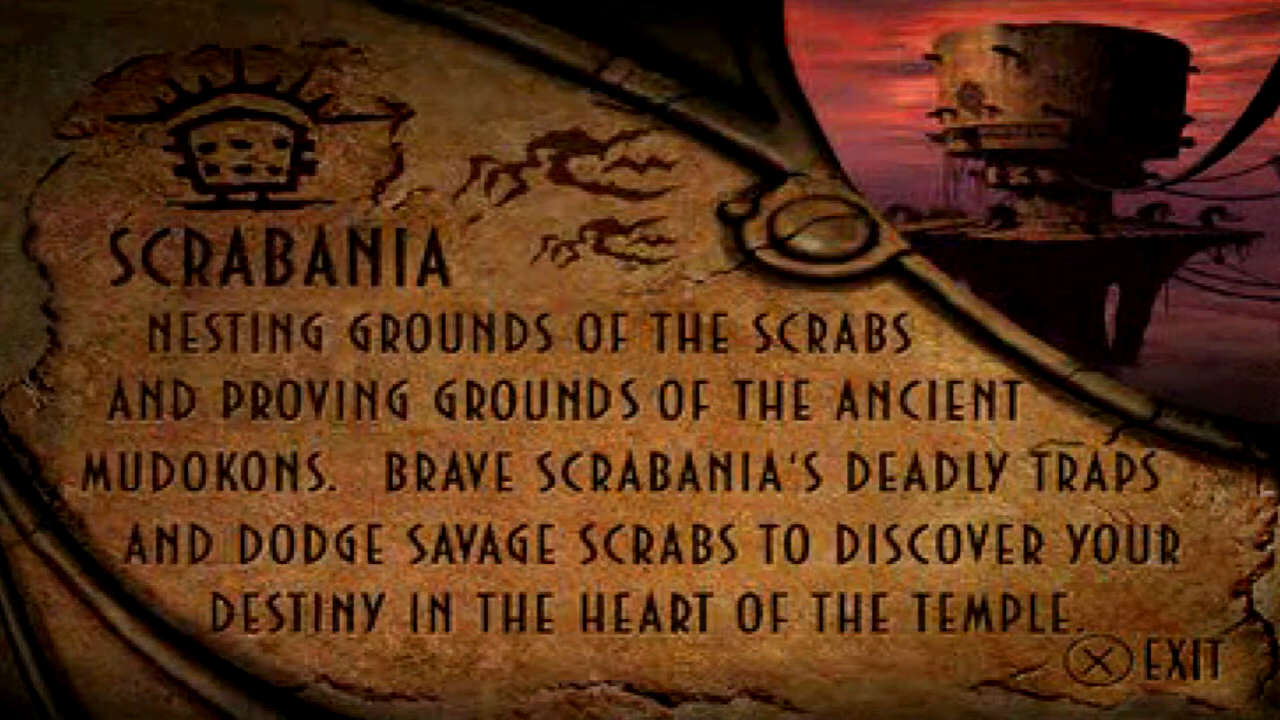 SCRABANIA
NESTING GROUNDS OF THE SCRABS
AND PROVING GROUNDS OF THE ANCIENT
MUDOKONS. BRAVE SCRABANIA'S DEADLY TRAPS
AND DODGE SAVAGE SCRABS TO DISCOVER YOUR
DESTINY IN THE HEART OF THE TEMPLE.
EXIT